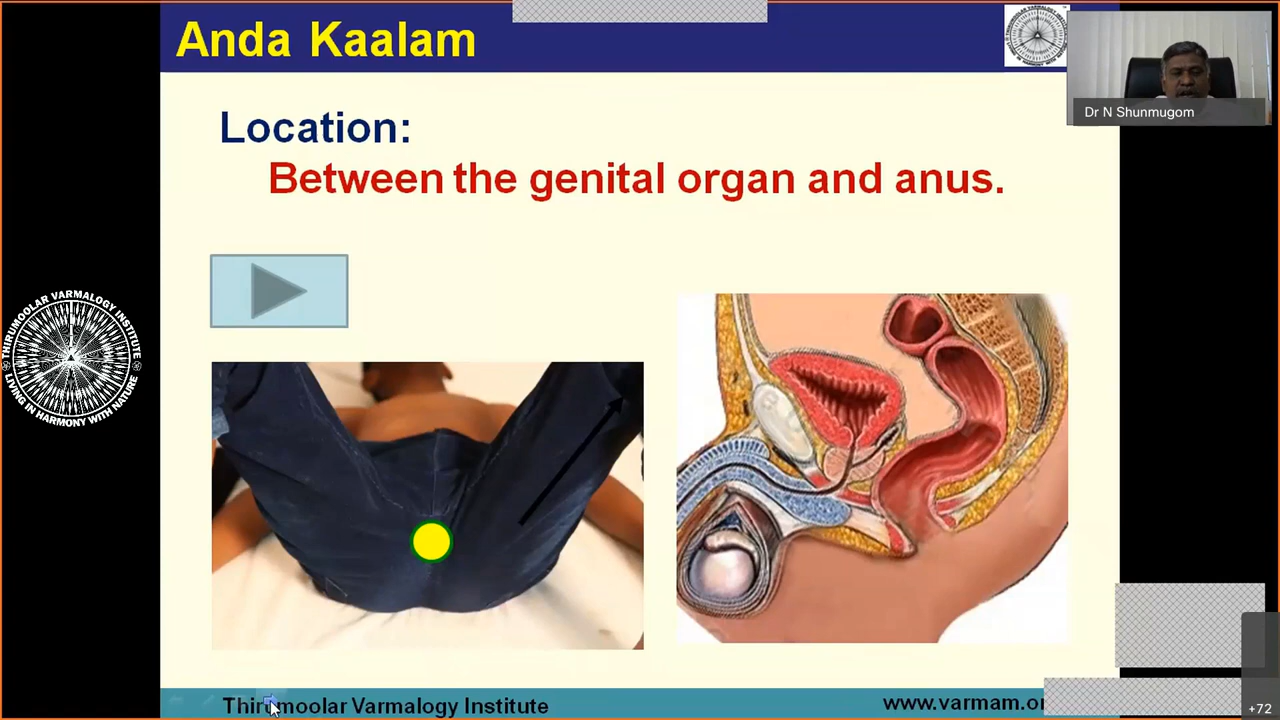 Anda Kaalam
Dr N Shunmugom
Location:
Between the genital organ and anus.
THIRUMOOLAR VARMALOGY INSTITUTE
LIVING IN HARMONY WITH NATURE
Thirumoolar Varmalogy Institute
www.varmam.or
+72